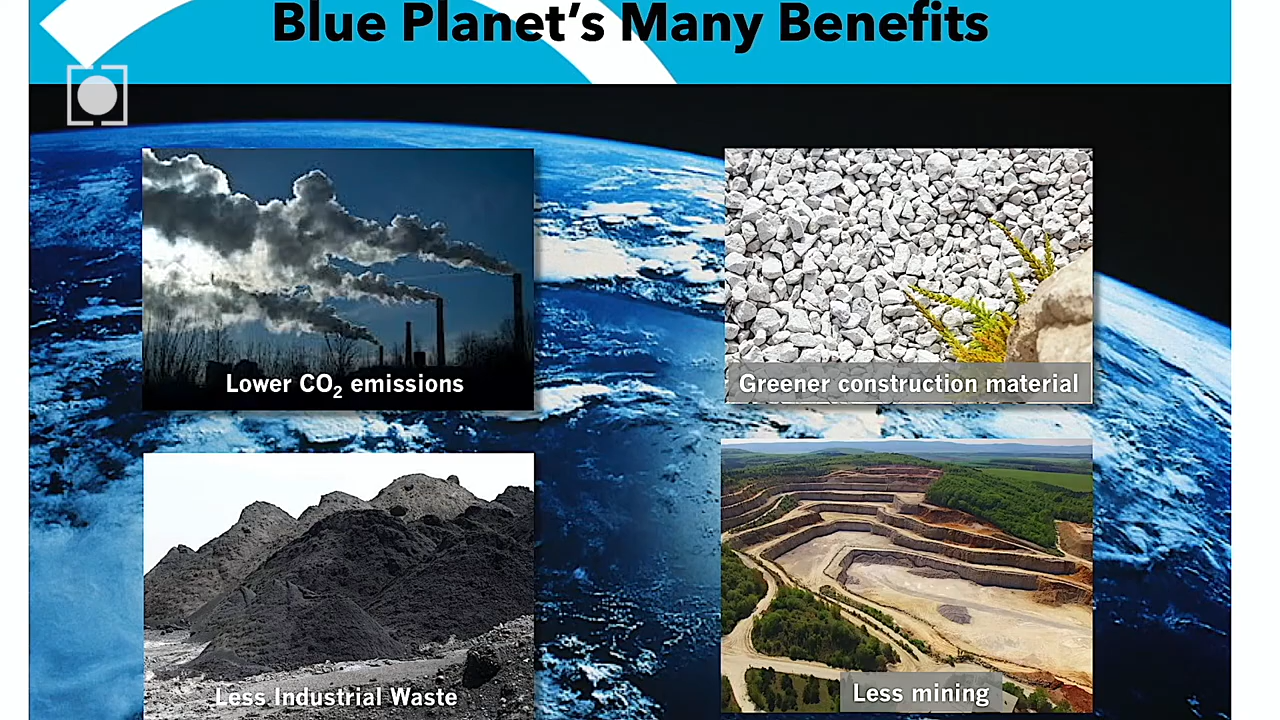 Blue Planet’s Many Benefits
Lower CO₂ emissions
Greener construction material
Less Industrial Waste
Less mining